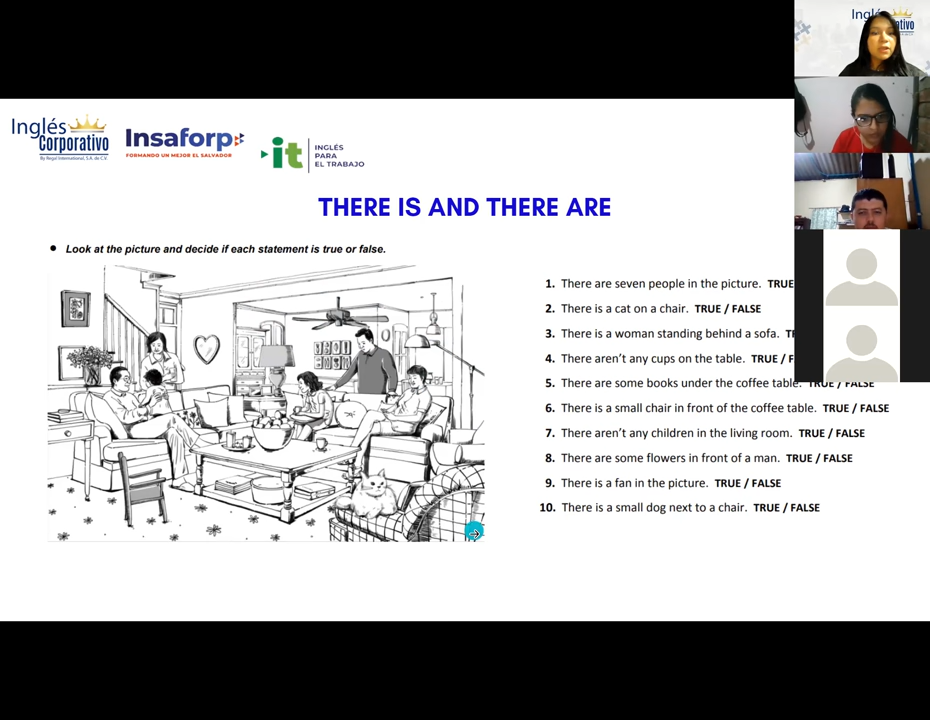 Inglés
Corporativo
By Regal International, S.A. de C.V.
Insaforp
FORMANDO UN MEJOR EL SALVADOR
it
INGLÉS
PARA
EL TRABAJO
THERE IS AND THERE ARE
Look at the picture and decide if each statement is true or false.
1. There are seven people in the picture. TRUE
2. There is a cat on a chair. TRUE / FALSE
3. There is a woman standing behind a sofa.
4. There aren't any cups on the table. TRUE / F
5. There are some books under the coffee table. TRUE / FALSE
6. There is a small chair in front of the coffee table. TRUE / FALSE
7. There aren't any children in the living room. TRUE / FALSE
8. There are some flowers in front of a man. TRUE / FALSE
9. There is a fan in the picture. TRUE / FALSE
10. There is a small dog next to a chair. TRUE / FALSE